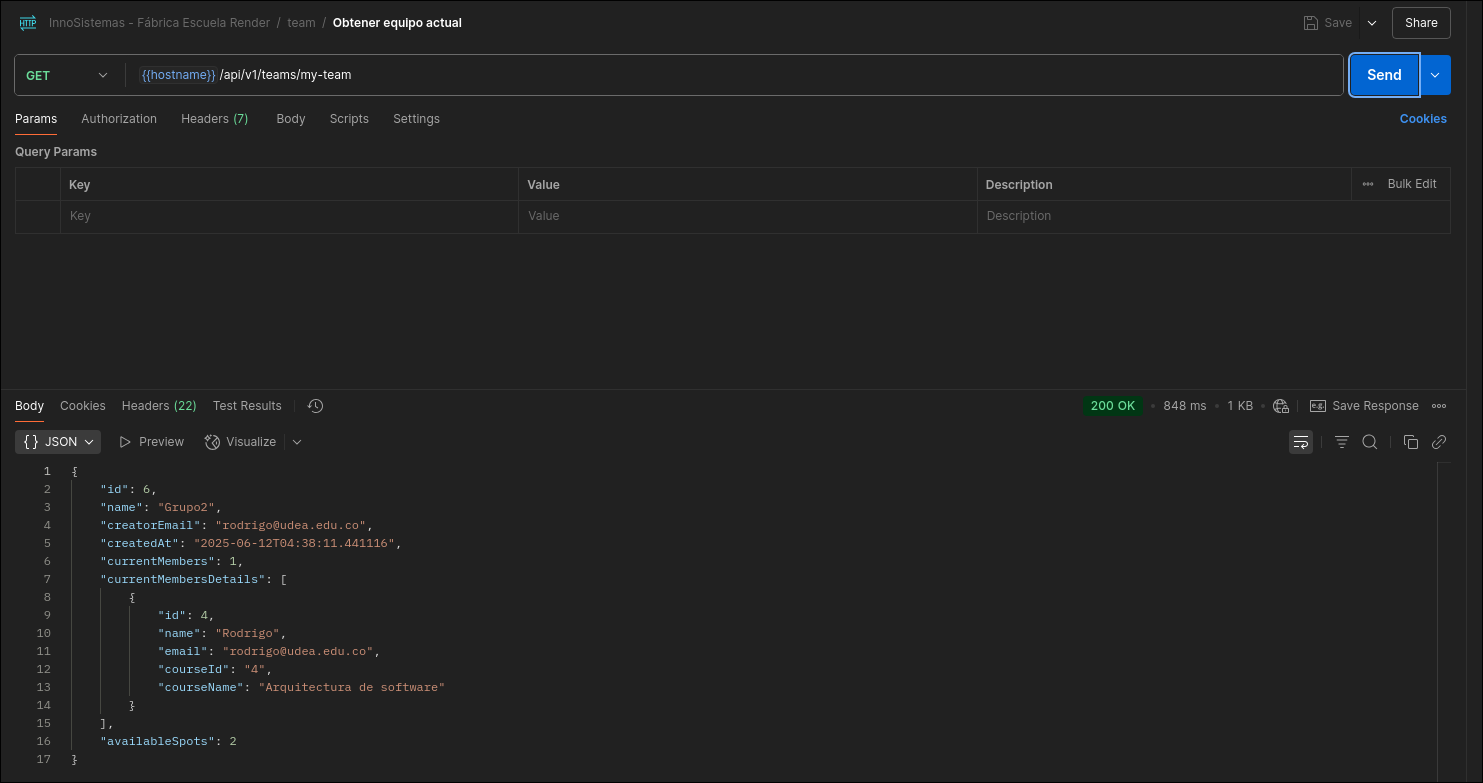 HTTP InnoSistemas - Fábrica Escuela Render / team / Obtener equipo actual Save Share
GET {{hostname}} /api/v1/teams/my-team Send
Params Authorization Headers (7) Body Scripts Settings Cookies
Query Params
Key Value Description ••• Bulk Edit
Key Value Description
Body Cookies Headers (22) Test Results 200 OK • 848 ms • 1 KB • e.g. Save Response •••
{} JSON Preview Visualize
1 {
2 "id": 6,
3 "name": "Grupo2",
4 "creatorEmail": "rodrigo@udea.edu.co",
5 "createdAt": "2025-06-12T04:38:11.441116",
6 "currentMembers": 1,
7 "currentMembersDetails": [
8 {
9 "id": 4,
10 "name": "Rodrigo",
11 "email": "rodrigo@udea.edu.co",
12 "courseId": "4",
13 "courseName": "Arquitectura de software"
14 }
15 ],
16 "availableSpots": 2
17 }